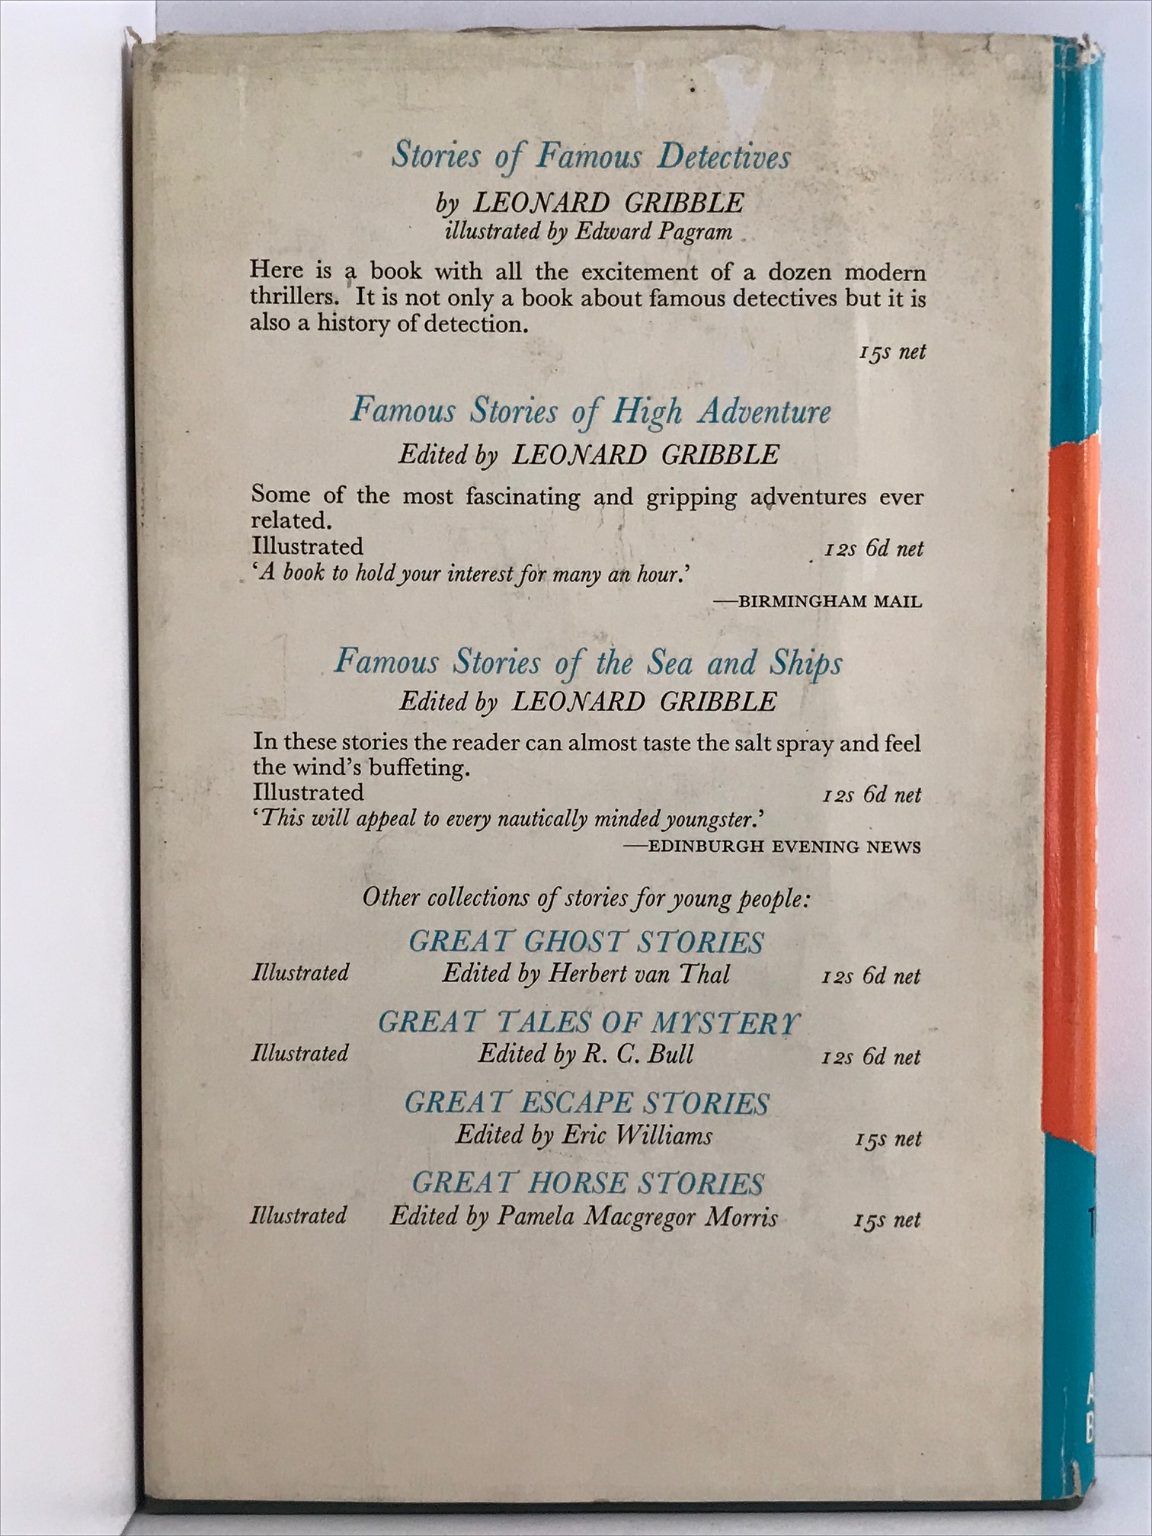 Stories of Famous Detectives
by LEONARD GRIBBLE
illustrated by Edward Pagram
Here is a book with all the excitement of a dozen modern
thrillers. It is not only a book about famous detectives but it is
also a history of detection.
15s net
Famous Stories of High Adventure
Edited by LEONARD GRIBBLE
Some of the most fascinating and gripping adventures ever
related.
Illustrated 12s 6d net
‘A book to hold your interest for many an hour.’
—BIRMINGHAM MAIL
Famous Stories of the Sea and Ships
Edited by LEONARD GRIBBLE
In these stories the reader can almost taste the salt spray and feel
the wind’s buffeting.
Illustrated 12s 6d net
‘This will appeal to every nautically minded youngster.’
—EDINBURGH EVENING NEWS
Other collections of stories for young people:
GREAT GHOST STORIES
Illustrated Edited by Herbert van Thal 12s 6d net
GREAT TALES OF MYSTERY
Illustrated Edited by R. C. Bull 12s 6d net
GREAT ESCAPE STORIES
Edited by Eric Williams 15s net
GREAT HORSE STORIES
Illustrated Edited by Pamela Macgregor Morris 15s net